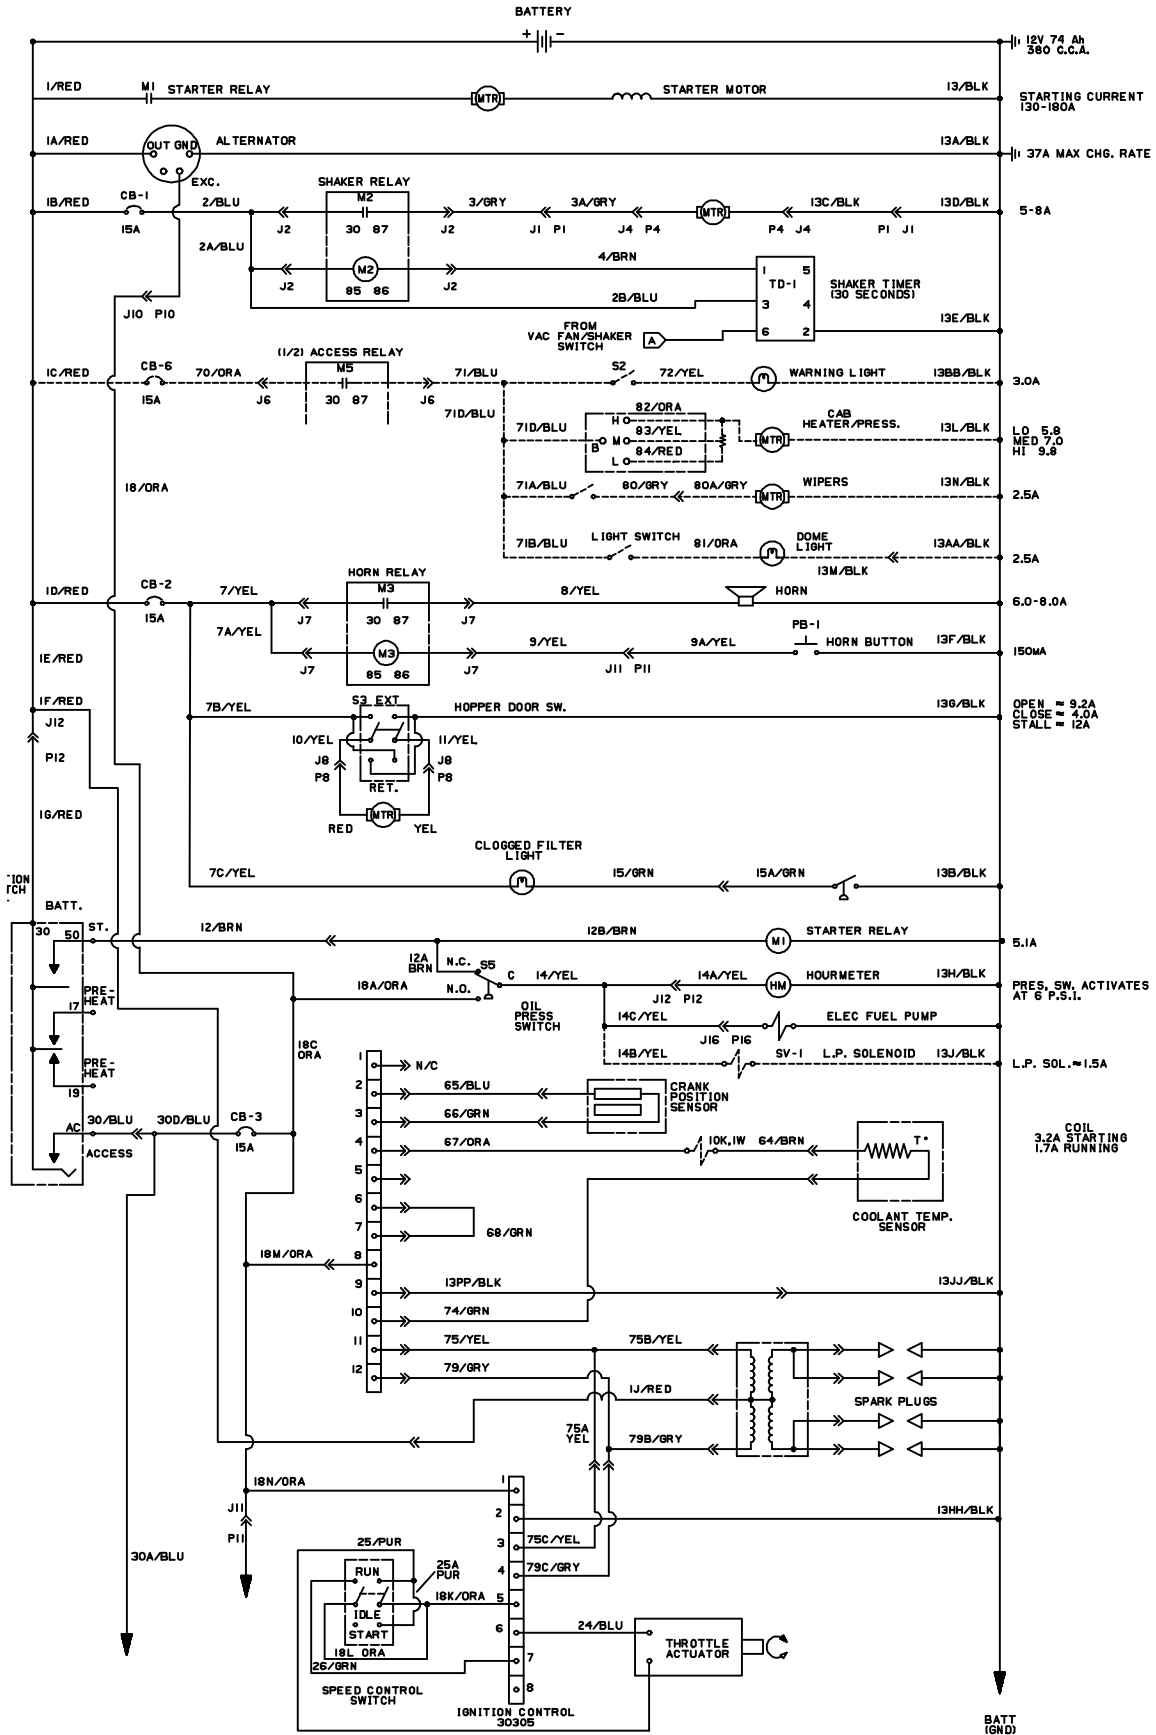 BATTERY
+ -
12V 74 Ah
380 C.C.A.
1/RED
M1
STARTER RELAY
MTR
STARTER MOTOR
13/BLK
STARTING CURRENT
130-180A
1A/RED
OUT GND
ALTERNATOR
13A/BLK
37A MAX CHG. RATE
EXC.
SHAKER RELAY
1B/RED
CB-1
15A
2/BLU
M2
3/GRY
3A/GRY
MTR
13C/BLK
13D/BLK
5-8A
J2
30 87
J2
J1 P1
J4 P4
P4 J4
P1 J1
2A/BLU
M2
4/BRN
1 5
TD-1
3 4
6 2
SHAKER TIMER
(30 SECONDS)
J2
85 86
J2
2B/BLU
J10 P10
FROM
VAC FAN/SHAKER
SWITCH
A
13E/BLK
(1/2) ACCESS RELAY
1C/RED
CB-6
15A
70/ORA
M5
71/BLU
S2
72/YEL
WARNING LIGHT
13BB/BLK
3.0A
J6
30 87
J6
71D/BLU
82/ORA
H
83/YEL
71D/BLU
B
M
84/RED
L
CAB
HEATER/PRESS.
MTR
13L/BLK
LO 5.8
MED 7.0
HI 9.8
18/ORA
71A/BLU
80/GRY
80A/GRY
MTR
WIPERS
13N/BLK
2.5A
71B/BLU
LIGHT SWITCH
81/ORA
DOME
LIGHT
13AA/BLK
2.5A
13M/BLK
HORN RELAY
1D/RED
CB-2
15A
7/YEL
M3
8/YEL
HORN
6.0-8.0A
J7
30 87
J7
7A/YEL
M3
9/YEL
9A/YEL
PB-1
HORN BUTTON
13F/BLK
150MA
J7
85 86
J7
J11 P11
1E/RED
1F/RED
J12
P12
7B/YEL
S3 EXT
HOPPER DOOR SW.
13G/BLK
OPEN ≈ 9.2A
CLOSE ≈ 4.0A
STALL ≈ 12A
10/YEL
11/YEL
J8
P8
J8
P8
RET.
MTR
RED
YEL
1G/RED
CLOGGED FILTER
LIGHT
7C/YEL
15/GRN
15A/GRN
13B/BLK
TION
TCH
BATT.
30
50
ST.
12/BRN
12B/BRN
M1
STARTER RELAY
5.1A
12A
BRN
N.C.
S5
C
14/YEL
14A/YEL
HM
HOURMETER
13H/BLK
PRES. SW. ACTIVATES
AT 6 P.S.I.
18A/ORA
N.O.
J12 P12
OIL
PRESS
SWITCH
PRE-
HEAT
17
14C/YEL
J16 P16
ELEC FUEL PUMP
18C
ORA
PRE-
HEAT
19
14B/YEL
SV-1
L.P. SOLENOID
13J/BLK
L.P. SOL.≈1.5A
1
N/C
2
65/BLU
CRANK
POSITION
SENSOR
3
66/GRN
AC
30/BLU
30D/BLU
CB-3
15A
ACCESS
4
67/ORA
10K,1W
64/BRN
T°
COIL
3.2A STARTING
1.7A RUNNING
5
6
7
68/GRN
COOLANT TEMP.
SENSOR
18M/ORA
8
9
13PP/BLK
13JJ/BLK
10
74/GRN
11
75/YEL
75B/YEL
12
79/GRY
1J/RED
SPARK PLUGS
75A
YEL
79B/GRY
18N/ORA
1
J11
P11
2
13HH/BLK
3
75C/YEL
4
79C/GRY
30A/BLU
25/PUR
25A
PUR
RUN
IDLE
START
18K/ORA
5
6
24/BLU
THROTTLE
ACTUATOR
18L ORA
26/GRN
7
8
SPEED CONTROL
SWITCH
IGNITION CONTROL
30305
BATT
(GND)